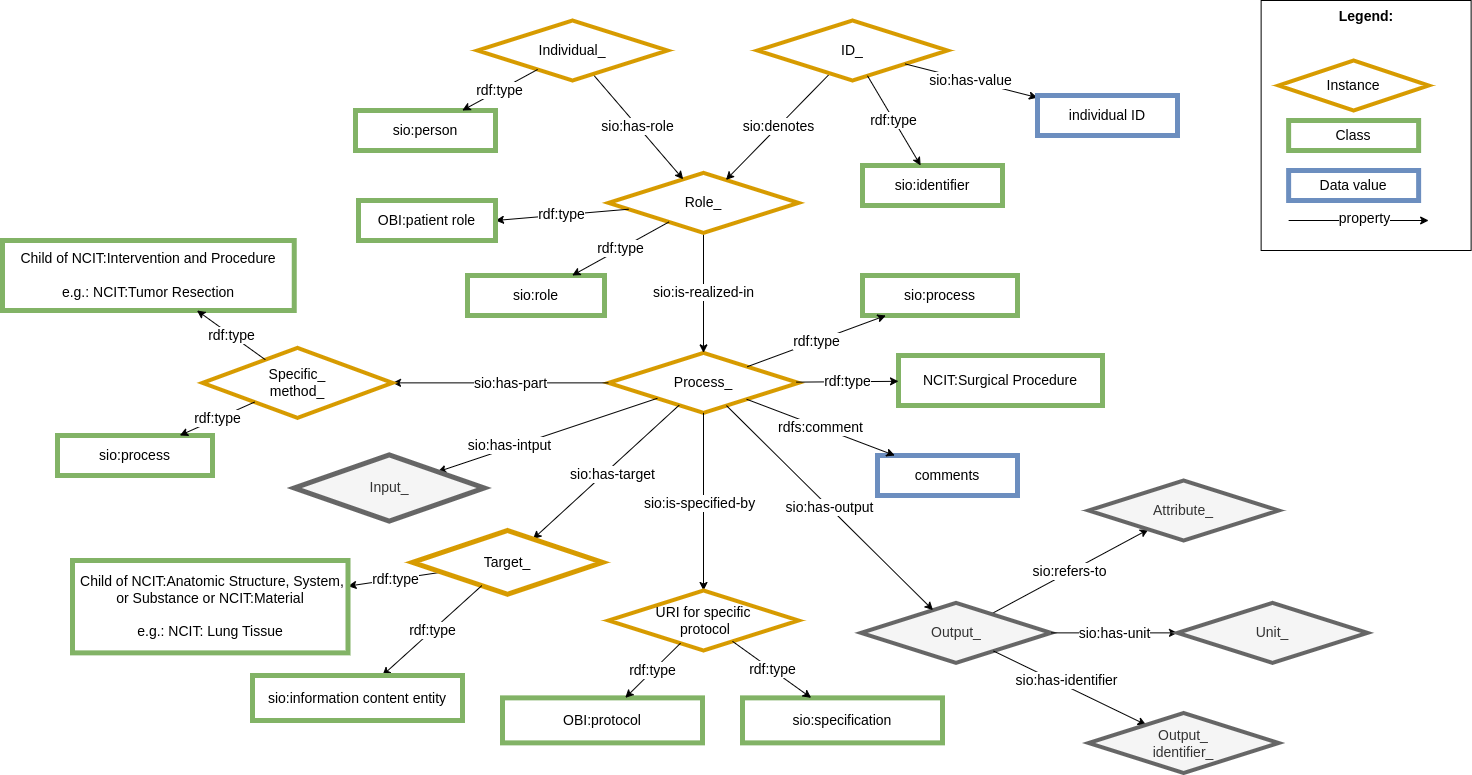 Legend:
Individual_
ID_
sio:has-value
Instance
rdf:type
individual ID
sio:person
sio:has-role
sio:denotes
rdf:type
Class
sio:identifier
Data value
Role_
OBI:patient role
rdf:type
property
rdf:type
Child of NCIT:Intervention and Procedure
e.g.: NCIT:Tumor Resection
sio:role
sio:is-realized-in
sio:process
rdf:type
rdf:type
Specific_
method_
sio:has-part
Process_
rdf:type
NCIT:Surgical Procedure
rdf:type
rdfs:comment
sio:process
sio:has-intput
comments
Input_
sio:has-target
sio:is-specified-by
sio:has-output
Attribute_
Target_
Child of NCIT:Anatomic Structure, System,
or Substance or NCIT:Material
e.g.: NCIT: Lung Tissue
rdf:type
sio:refers-to
rdf:type
URI for specific
protocol
Output_
sio:has-unit
Unit_
rdf:type
rdf:type
sio:has-identifier
sio:information content entity
OBI:protocol
sio:specification
Output_
identifier_